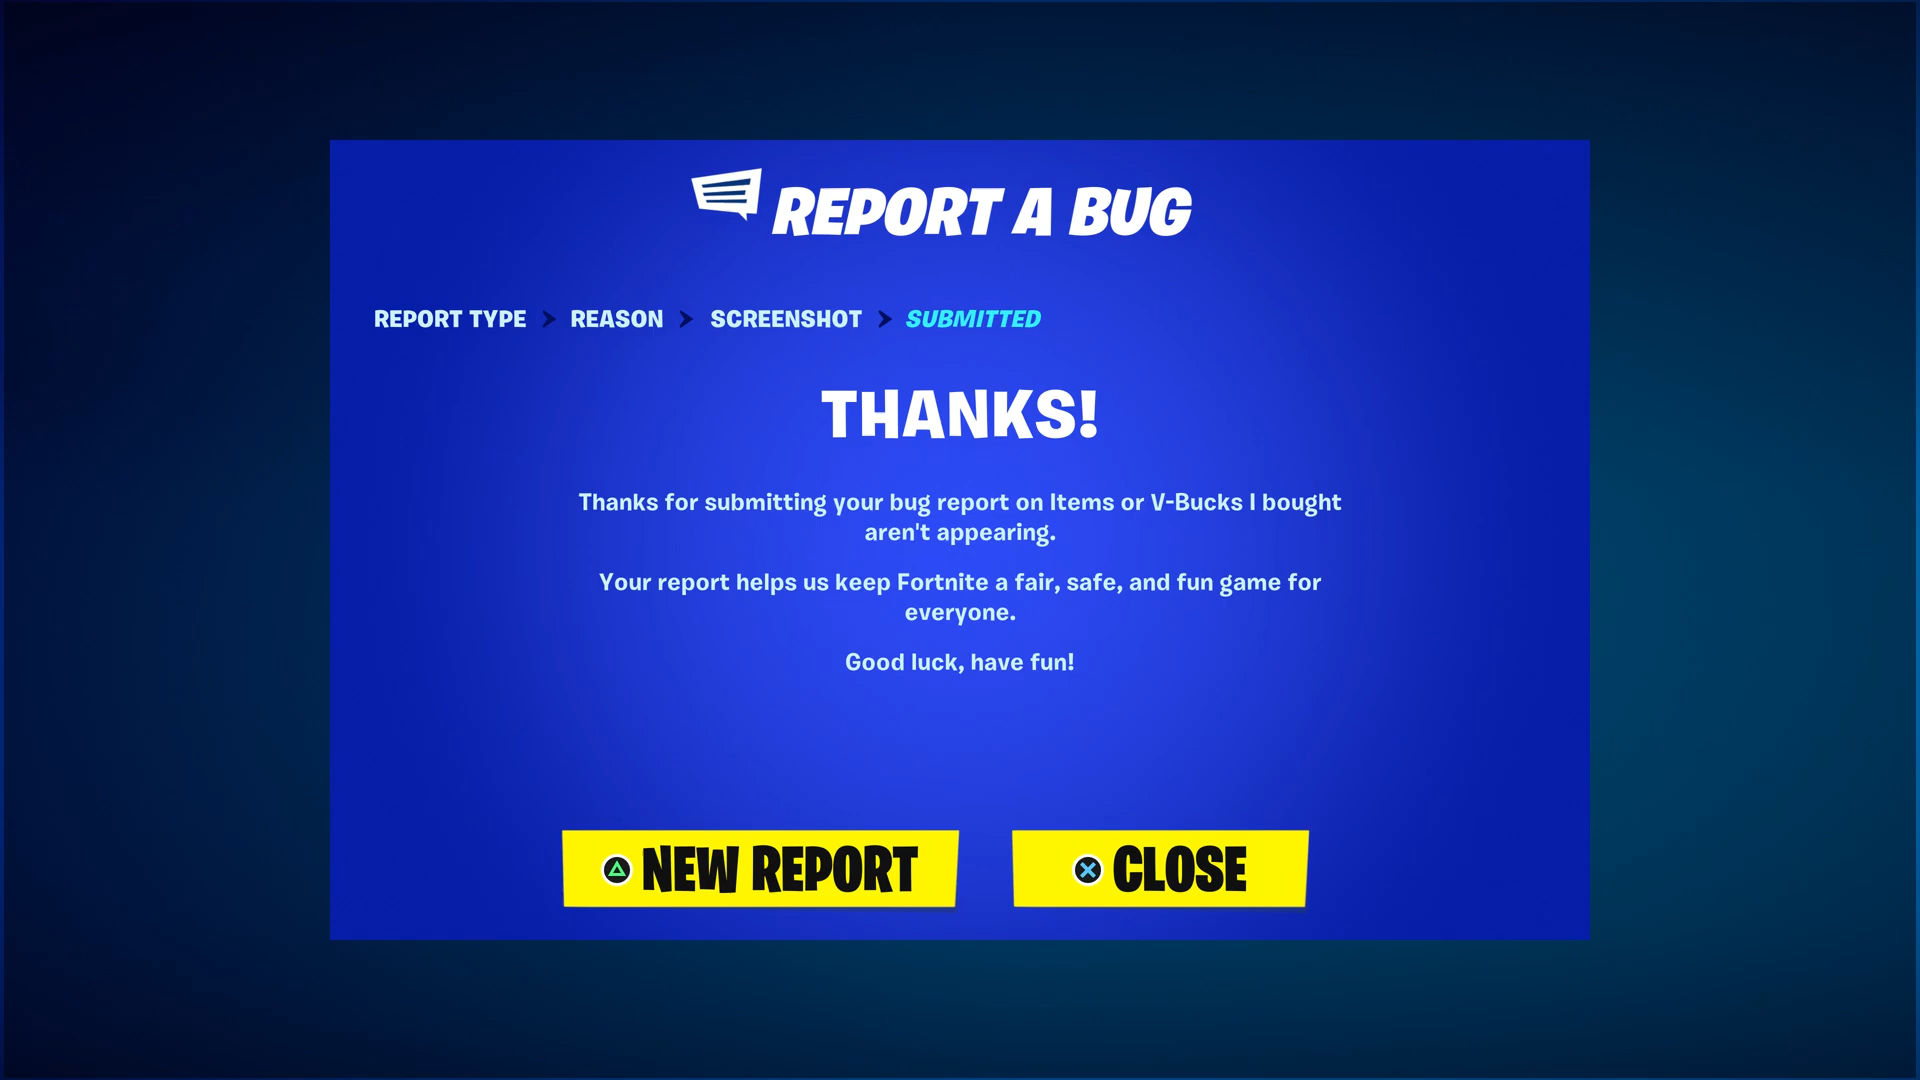 REPORT A BUG
REPORT TYPE > REASON > SCREENSHOT > SUBMITTED
THANKS!
Thanks for submitting your bug report on Items or V-Bucks I bought
aren't appearing.
Your report helps us keep Fortnite a fair, safe, and fun game for
everyone.
Good luck, have fun!
NEW REPORT
CLOSE